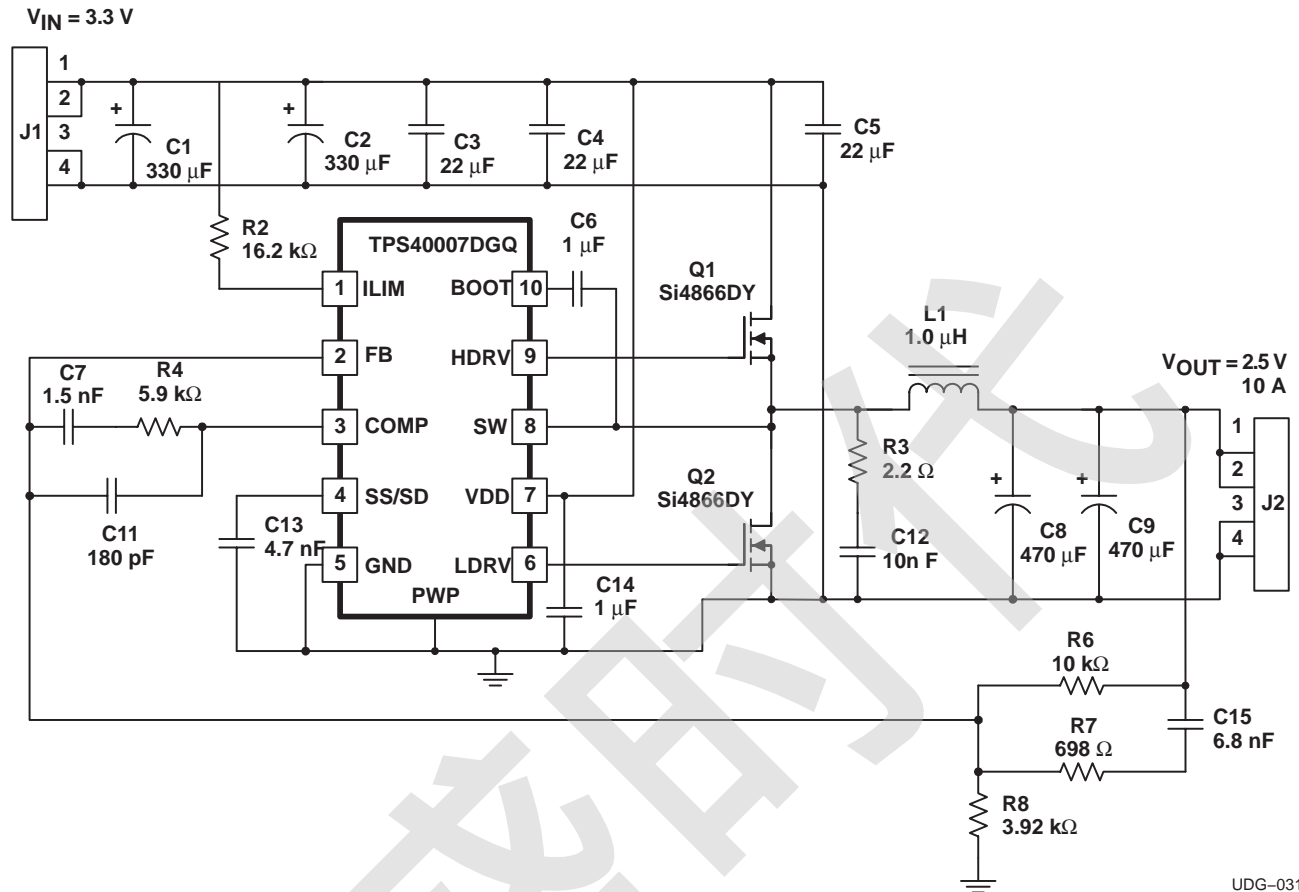 VIN = 3.3 V
J1
1
2
3
4
+
C1
330 µF
+
C2
330 µF
C3
22 µF
C4
22 µF
C5
22 µF
R2
16.2 kΩ
TPS40007DGQ
C6
1 µF
Q1
Si4866DY
1 ILIM
BOOT 10
2 FB
HDRV 9
3 COMP
SW 8
4 SS/SD
VDD 7
5 GND
LDRV 6
PWP
C7
1.5 nF
R4
5.9 kΩ
C11
180 pF
C13
4.7 nF
C14
1 µF
Q2
Si4866DY
L1
1.0 µH
R3
2.2 Ω
C12
10n F
+
C8
470 µF
+
C9
470 µF
VOUT = 2.5 V
10 A
1
2
3
4
J2
R6
10 kΩ
R7
698 Ω
C15
6.8 nF
R8
3.92 kΩ
UDG–031
时代